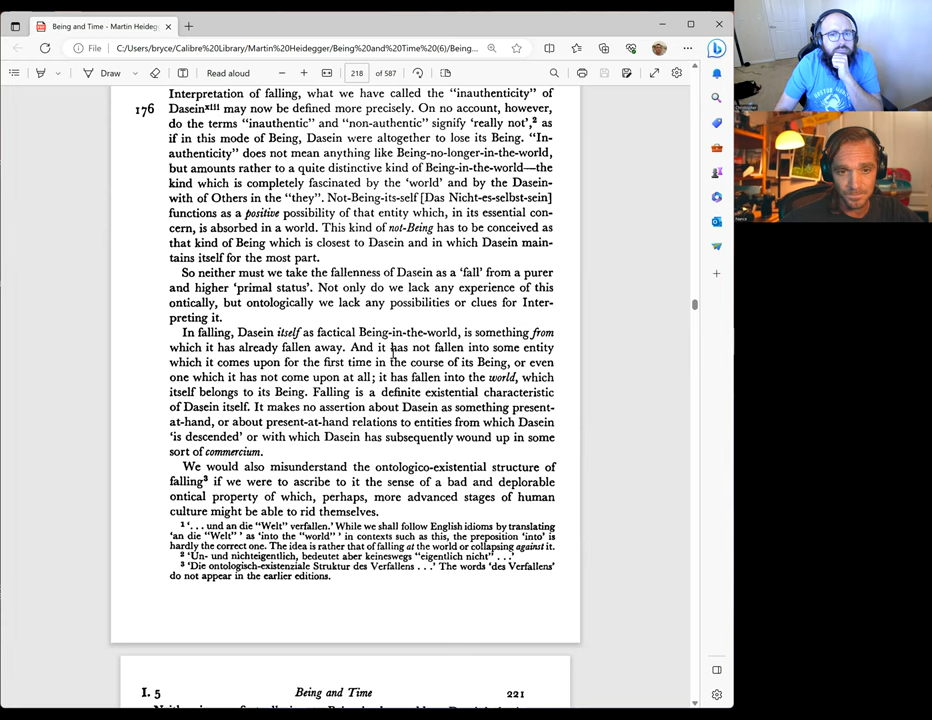 Being and Time - Martin Heideg
File
C:/Users/bryce/Calibre%20Library/Martin%20Heidegger/Being%20and%20Time%20(6)/Being...
Draw
Read aloud
218 of 587
Interpretation of falling, what we have called the "inauthenticity" of
176
Daseinxiii may now be defined more precisely. On no account, however,
do the terms "inauthentic" and "non-authentic" signify 'really not',2 as
if in this mode of Being, Dasein were altogether to lose its Being. "In-
authenticity" does not mean anything like Being-no-longer-in-the-world,
but amounts rather to a quite distinctive kind of Being-in-the-world—the
kind which is completely fascinated by the 'world' and by the Dasein-
with of Others in the "they". Not-Being-its-self [Das Nicht-es-selbst-sein]
functions as a positive possibility of that entity which, in its essential con-
cern, is absorbed in a world. This kind of not-Being has to be conceived as
that kind of Being which is closest to Dasein and in which Dasein main-
tains itself for the most part.
So neither must we take the fallenness of Dasein as a 'fall' from a purer
and higher 'primal status'. Not only do we lack any experience of this
ontically, but ontologically we lack any possibilities or clues for Inter-
preting it.
In falling, Dasein itself as factical Being-in-the-world, is something from
which it has already fallen away. And it has not fallen into some entity
which it comes upon for the first time in the course of its Being, or even
one which it has not come upon at all; it has fallen into the world, which
itself belongs to its Being. Falling is a definite existential characteristic
of Dasein itself. It makes no assertion about Dasein as something present-
at-hand, or about present-at-hand relations to entities from which Dasein
'is descended' or with which Dasein has subsequently wound up in some
sort of commercium.
We would also misunderstand the ontologico-existential structure of
falling3 if we were to ascribe to it the sense of a bad and deplorable
ontical property of which, perhaps, more advanced stages of human
culture might be able to rid themselves.
1 '. . . und an die "Welt" verfallen.' While we shall follow English idioms by translating
'an die "Welt" ' as 'into the "world" ' in contexts such as this, the preposition 'into' is
hardly the correct one. The idea is rather that of falling at the world or collapsing against it.
2 'Un- und nichteigentlich, bedeutet aber keineswegs "eigentlich nicht" . . .'
3 'Die ontologisch-existenziale Struktur des Verfallens . . .' The words 'des Verfallens'
do not appear in the earlier editions.
I. 5
Being and Time
221